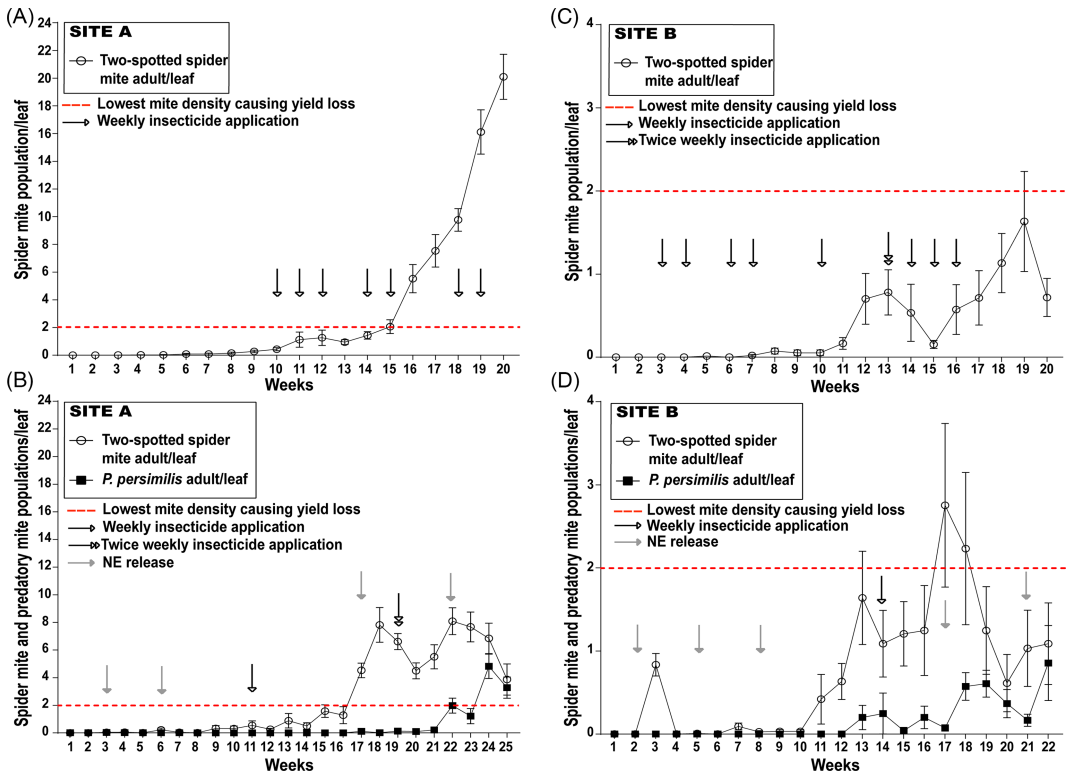 (A)
SITE A
Two-spotted spider
mite adult/leaf
Lowest mite density causing yield loss
Weekly insecticide application
Spider mite population/leaf
24
22
20
18
16
14
12
10
8
6
4
2
0
1 2 3 4 5 6 7 8 9 10 11 12 13 14 15 16 17 18 19 20
Weeks
(C)
SITE B
Two-spotted spider
mite adult/leaf
Lowest mite density causing yield loss
Weekly insecticide application
Twice weekly insecticide application
Spider mite population/leaf
4
3
2
1
0
1 2 3 4 5 6 7 8 9 10 11 12 13 14 15 16 17 18 19 20
Weeks
(B)
SITE A
Two-spotted spider
mite adult/leaf
P. persimilis adult/leaf
Lowest mite density causing yield loss
Weekly insecticide application
Twice weekly insecticide application
NE release
Spider mite and predatory mite populations/leaf
24
22
20
18
16
14
12
10
8
6
4
2
0
1 2 3 4 5 6 7 8 9 10 11 12 13 14 15 16 17 18 19 20 21 22 23 24 25
Weeks
(D)
SITE B
Two-spotted spider
mite adult/leaf
P. persimilis adult/leaf
Lowest mite density causing yield loss
Weekly insecticide application
NE release
Spider mite and predatory mite populations/leaf
4
3
2
1
0
1 2 3 4 5 6 7 8 9 10 11 12 13 14 15 16 17 18 19 20 21 22
Weeks